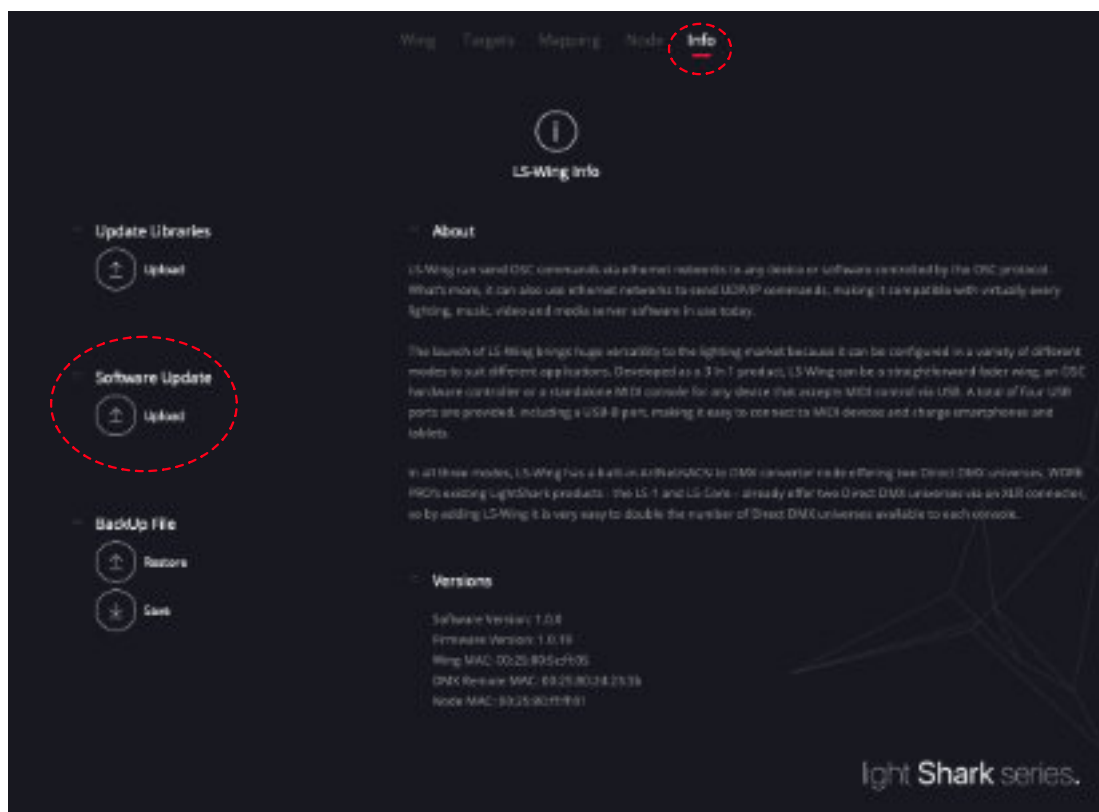 Wing Targets Mapping Node Info
LS-Wing Info
Update Libraries
Upload
Software Update
Upload
BackUp File
Restore
Save
About
LS-Wing can send OSC commands via ethernet networks to any device or software controlled by the OSC protocol.
What's more, it can also use ethernet networks to send UDP/IP commands, making it compatible with virtually every
lighting, music, video and media server software in use today.
The launch of LS-Wing brings huge versatility to the lighting market because it can be configured in a variety of different
modes to suit different applications. Developed as a 3 in 1 product, LS-Wing can be a straightforward fader wing, an OSC
hardware controller or a standalone MIDI console for any device that accepts MIDI control via USB. A total of four USB
ports are provided, including a USB-B port, making it easy to connect to MIDI devices and charge smartphones and
tablets.
In all three modes, LS-Wing has a built-in ArtNet/sACN to DMX converter node offering two Direct DMX universes. WORK
PRO's existing LightShark products - the LS-1 and LS-Core - already offer two Direct DMX universes via an XLR connector,
so by adding LS-Wing it is very easy to double the number of Direct DMX universes available to each console.
Versions
Software Version: 1.0.0
Firmware Version: 1.0.19
Wing MAC:
DMX Remote MAC:
Node MAC:
light Shark series.